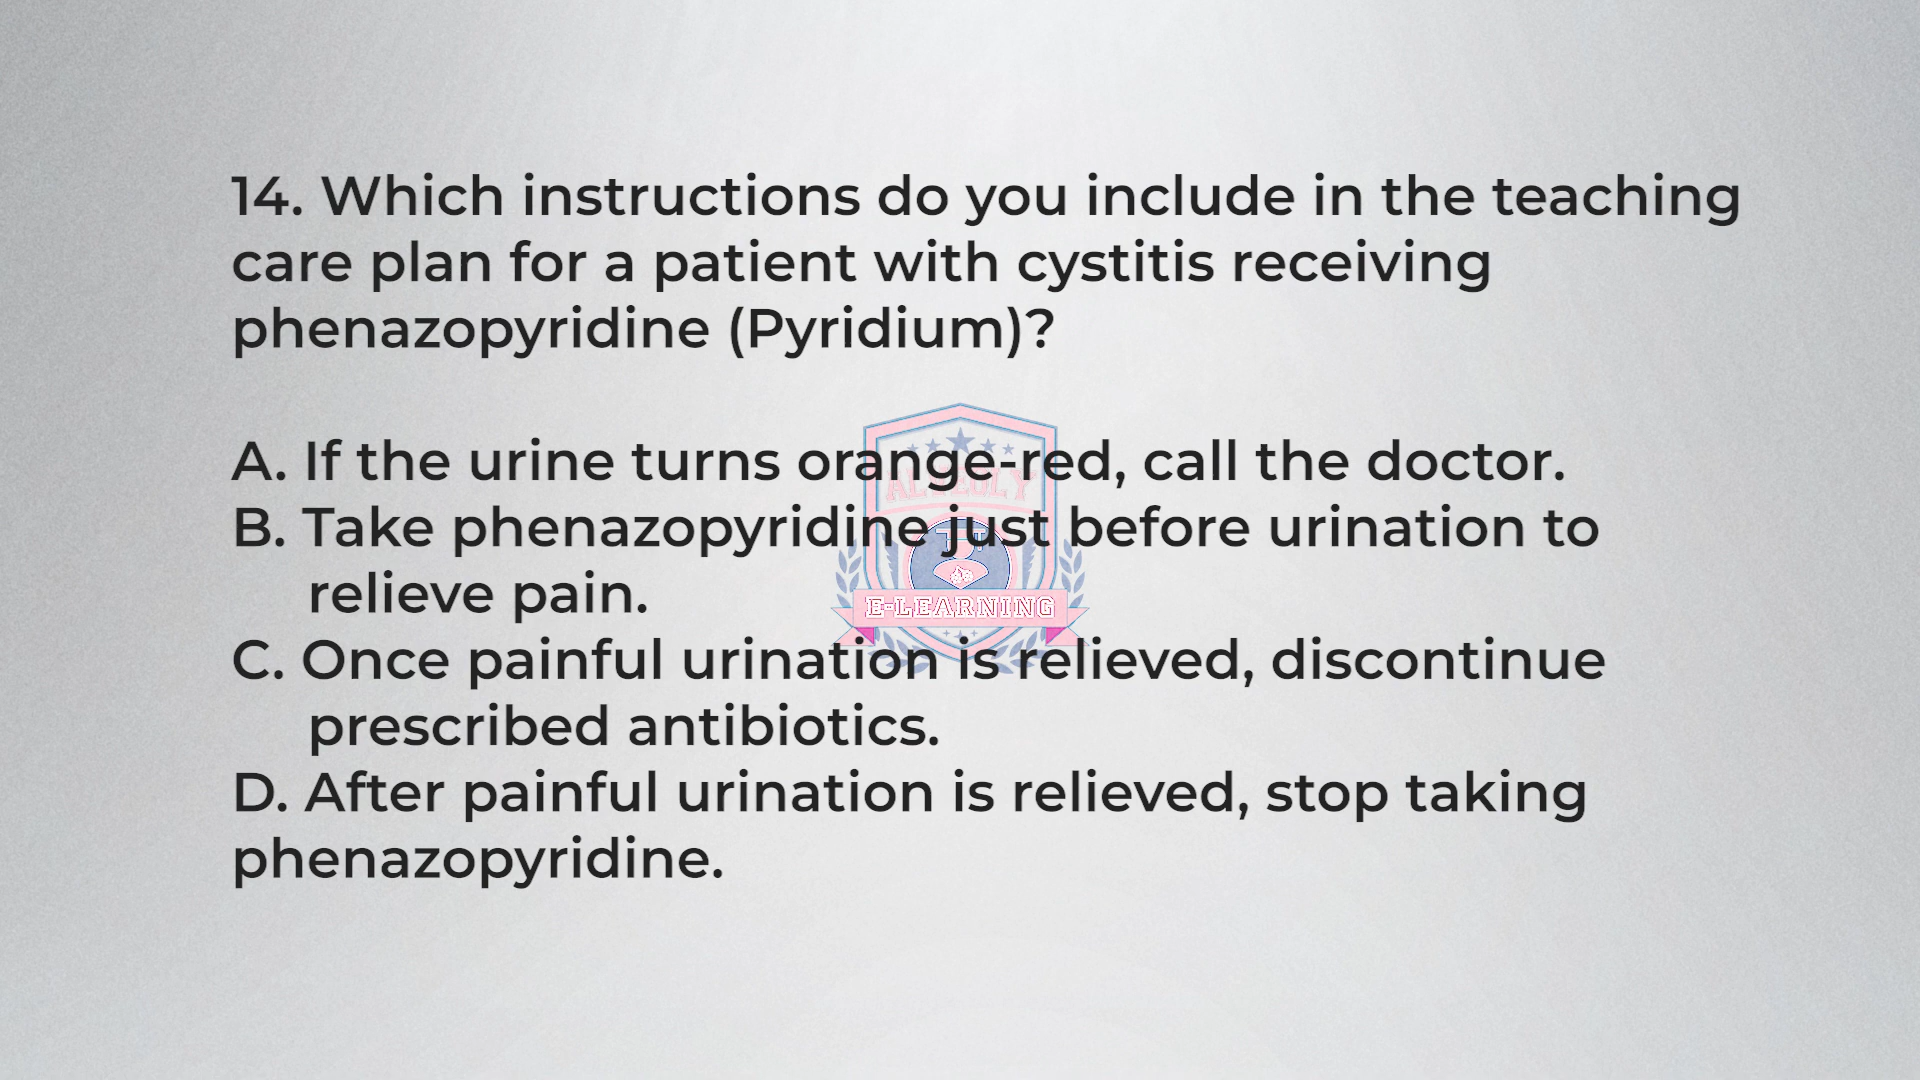 14. Which instructions do you include in the teaching
care plan for a patient with cystitis receiving
phenazopyridine (Pyridium)?
A. If the urine turns orange-red, call the doctor.
B. Take phenazopyridine just before urination to
relieve pain.
C. Once painful urination is relieved, discontinue
prescribed antibiotics.
D. After painful urination is relieved, stop taking
phenazopyridine.
E-LEARNING